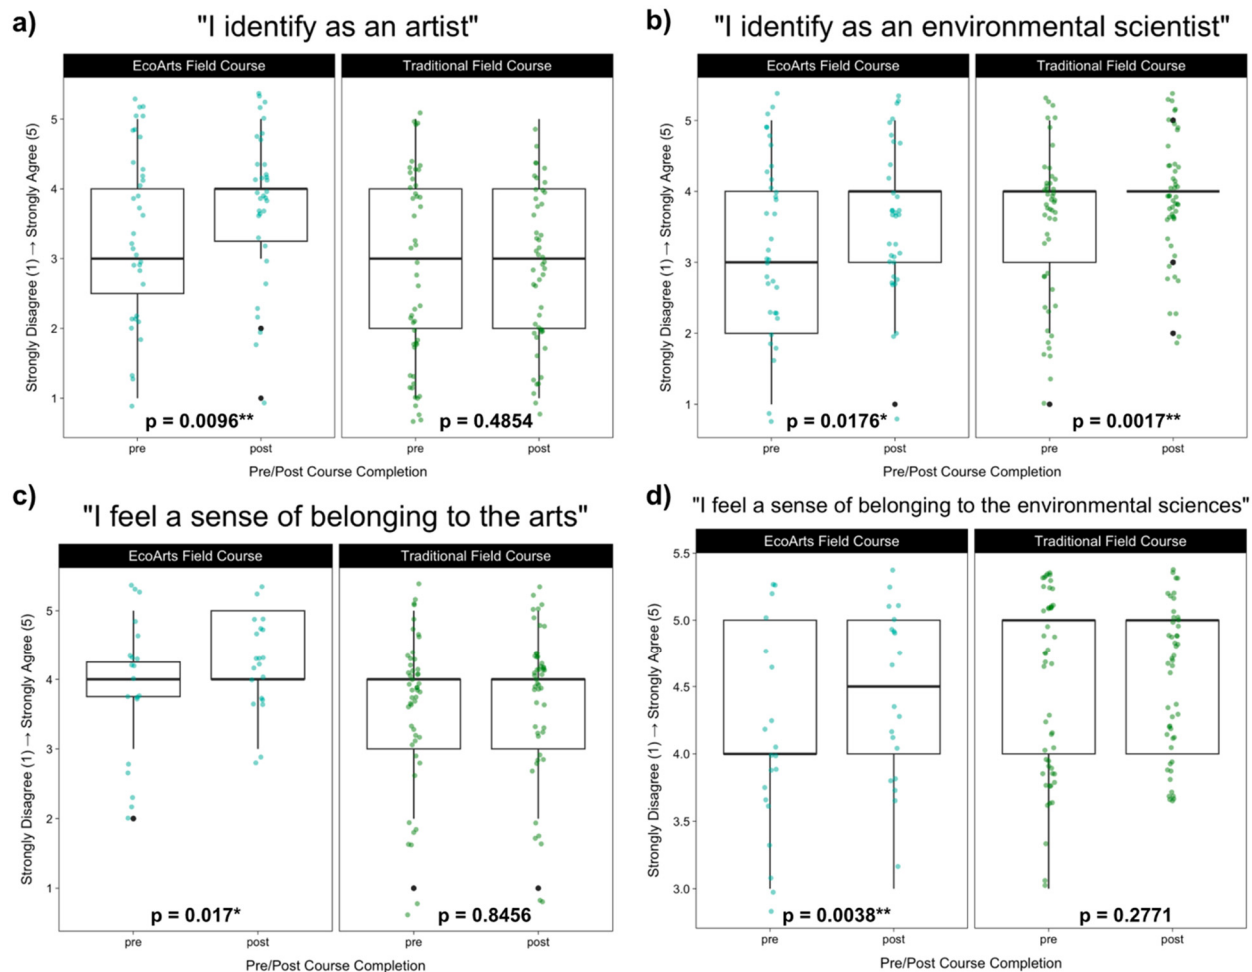 a)
"I identify as an artist"
EcoArts Field Course
Traditional Field Course
Strongly Disagree (1) → Strongly Agree (5)
5
4
3
2
1
p = 0.0096**
p = 0.4854
pre
post
pre
post
Pre/Post Course Completion
b)
"I identify as an environmental scientist"
EcoArts Field Course
Traditional Field Course
Strongly Disagree (1) → Strongly Agree (5)
5
4
3
2
1
p = 0.0176*
p = 0.0017**
pre
post
pre
post
Pre/Post Course Completion
c)
"I feel a sense of belonging to the arts"
EcoArts Field Course
Traditional Field Course
Strongly Disagree (1) → Strongly Agree (5)
5
4
3
2
1
p = 0.017*
p = 0.8456
pre
post
pre
post
Pre/Post Course Completion
d)
"I feel a sense of belonging to the environmental sciences"
EcoArts Field Course
Traditional Field Course
Strongly Disagree (1) → Strongly Agree (5)
5.5
5.0
4.5
4.0
3.5
3.0
p = 0.0038**
p = 0.2771
pre
post
pre
post
Pre/Post Course Completion